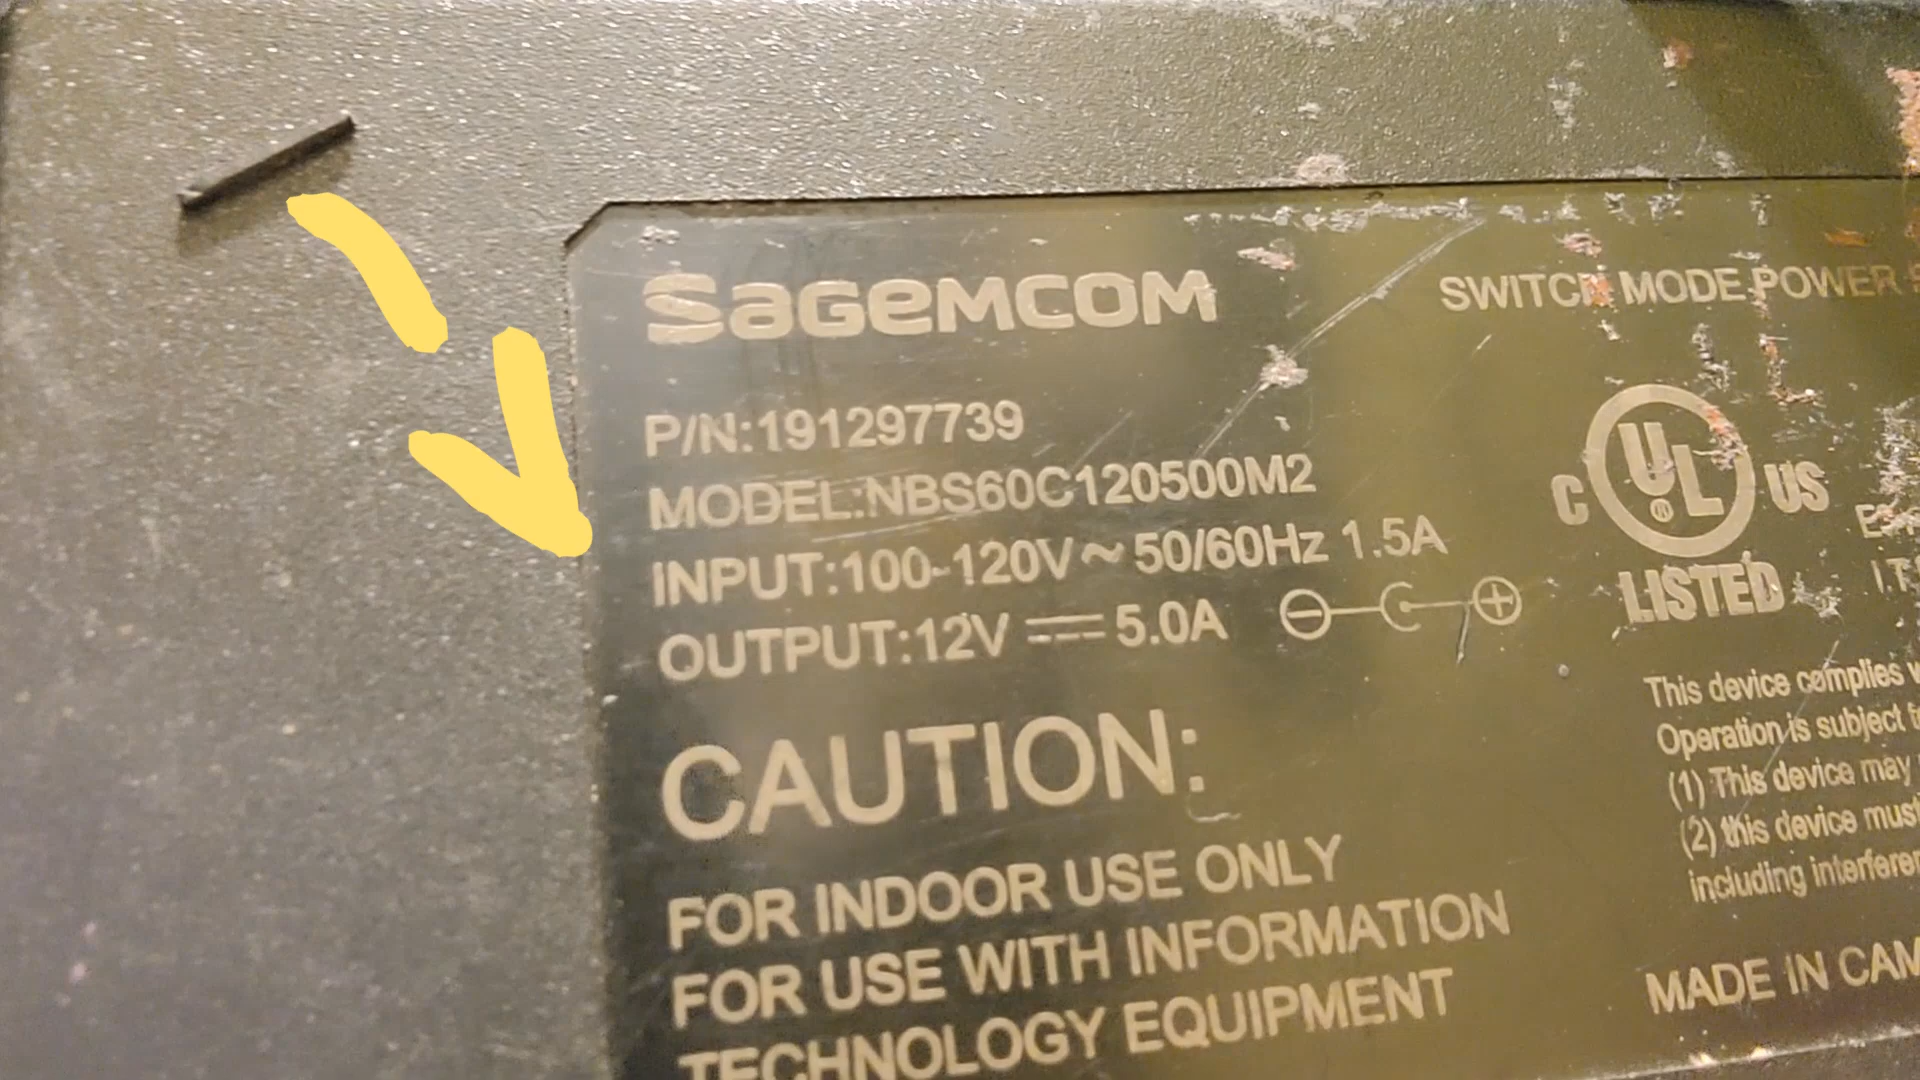 Sagemcom
SWITCH MODE POWER
P/N:191297739
MODEL:NBS60C120500M2
INPUT:100-120V~50/60Hz 1.5A
OUTPUT:12V ⎓ 5.0A
C UL ® US
LISTED
CAUTION:
FOR INDOOR USE ONLY
FOR USE WITH INFORMATION
TECHNOLOGY EQUIPMENT
This device complies
Operation is subject
(1) This device may
(2) this device must
including
MADE IN